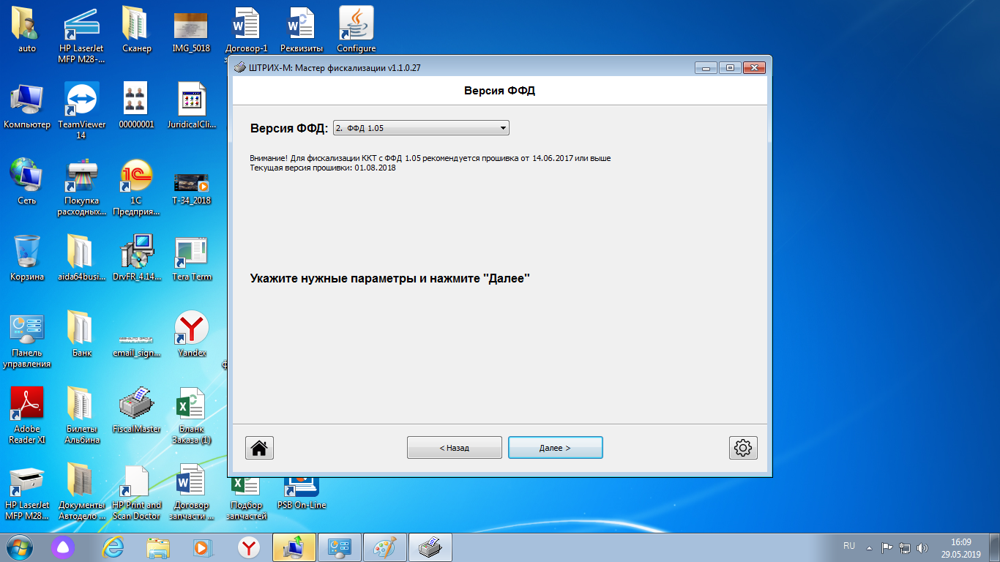 auto
HP LaserJet
MFP M28-...
Сканер
IMG_5018
Договор-1
Реквизиты
Configure
Компьютер
TeamViewer
14
00000001
JuridicalCli...
Сеть
Покупка
расходных...
1С
Предприя...
T-34_2018
Корзина
aida64busi...
DrvFR_4.14...
Tera Term
Панель
управления
Банк
email_sign...
Yandex
Adobe
Reader XI
Билеты
Альбина
FiscalMaster
Бланк
Заказа (1)
HP LaserJet
MFP M28...
Документы
Автодело ...
HP Print and
Scan Doctor
Договор
запчасти ...
Подбор
запчастей
PSB On-Line
ШТРИХ-М: Мастер фискализации v1.1.0.27
Версия ФФД
Версия ФФД: 2. ФФД 1.05
Внимание! Для фискализации ККТ с ФФД 1.05 рекомендуется прошивка от 14.06.2017 или выше
Текущая версия прошивки: 01.08.2018
Укажите нужные параметры и нажмите "Далее"
< Назад
Далее >
RU
16:09
29.05.2019